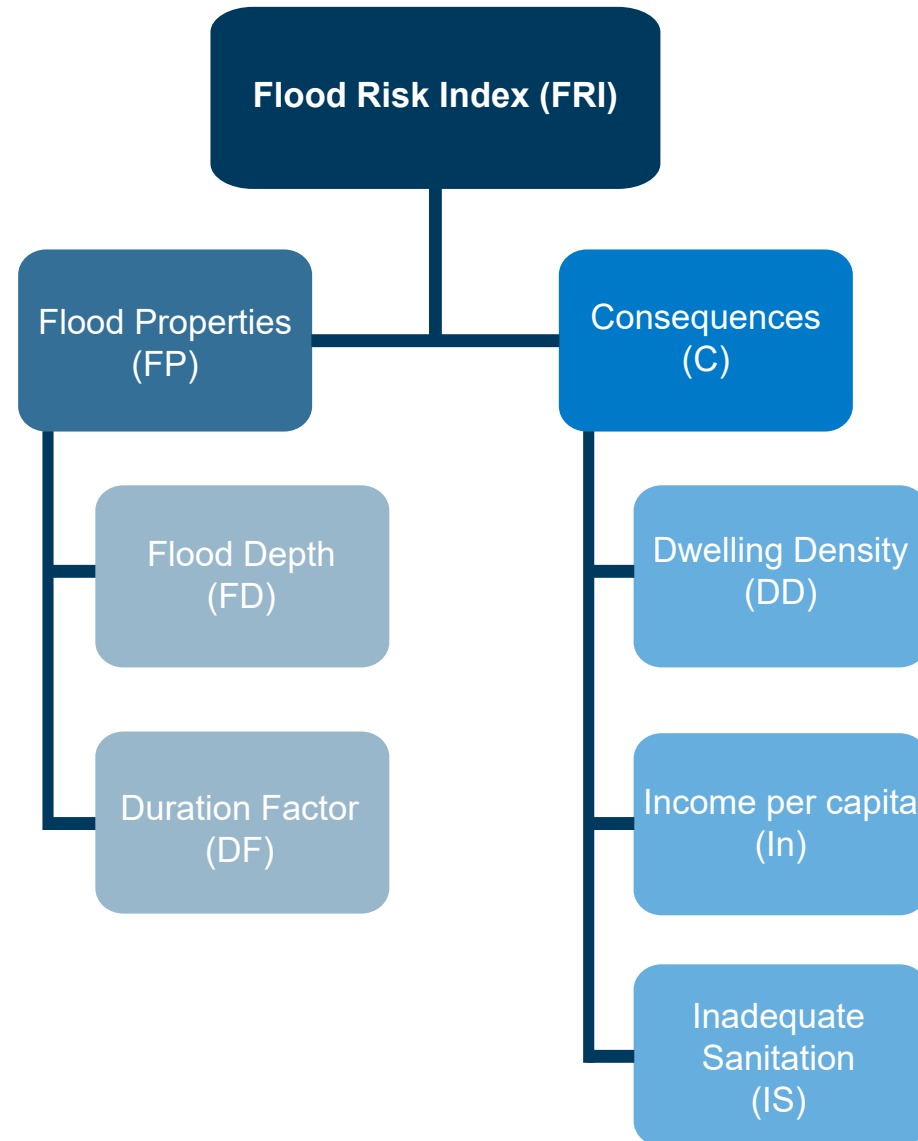 Flood Risk Index (FRI)
Flood Properties
(FP)
Consequences
(C)
Flood Depth
(FD)
Dwelling Density
(DD)
Duration Factor
(DF)
Income per capita
(In)
Inadequate
Sanitation
(IS)